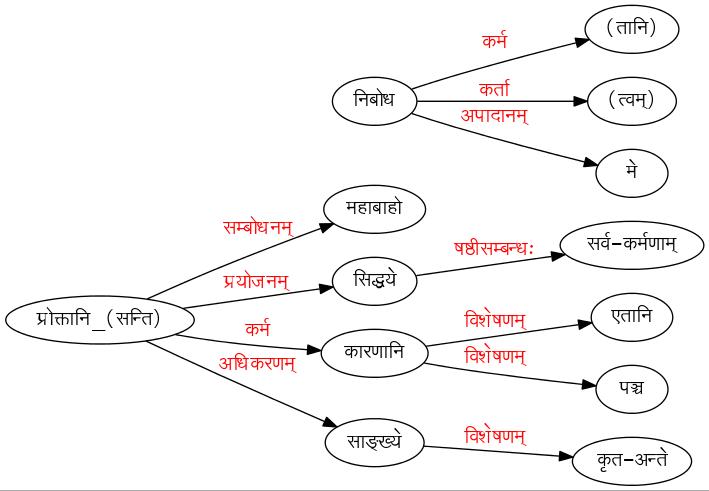 कर्म
(तानि)
निबोध
कर्ता
(त्वम्)
अपादानम्
मे
महाबाहो
सम्बोधनम्
षष्ठीसम्बन्धः
सर्व-कर्मणाम्
प्रयोजनम्
सिद्धये
प्रोक्तानि_(सन्ति)
कर्म
कारणानि
विशेषणम्
एतानि
विशेषणम्
पञ्च
अधिकरणम्
साङ्ख्ये
विशेषणम्
कृत-अन्ते